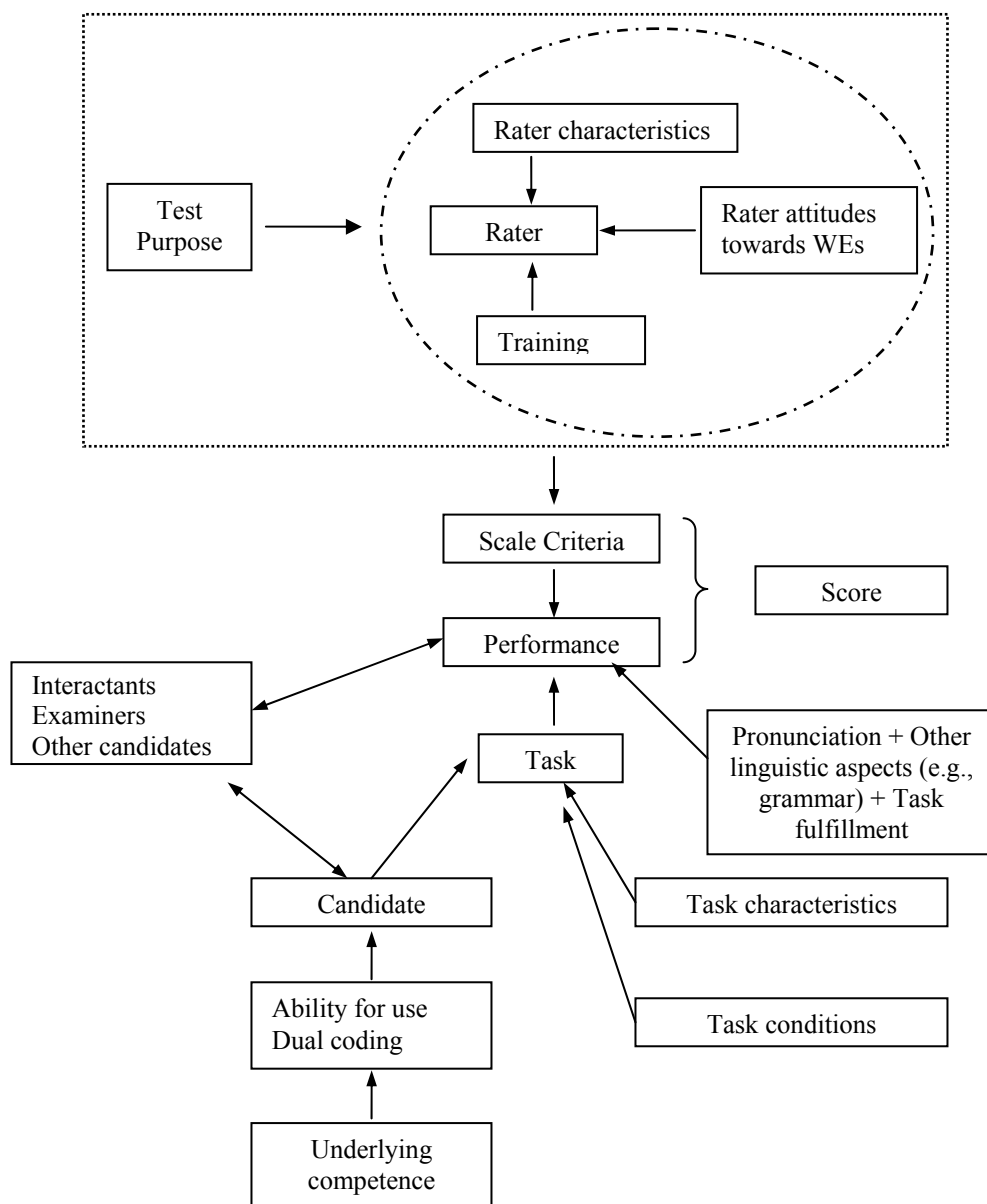 Rater characteristics
Test
Purpose
Rater
Rater attitudes
towards WEs
Training
Scale Criteria
Score
Performance
Interactants
Examiners
Other candidates
Task
Pronunciation + Other
linguistic aspects (e.g.,
grammar) + Task
fulfillment
Candidate
Task characteristics
Ability for use
Dual coding
Task conditions
Underlying
competence